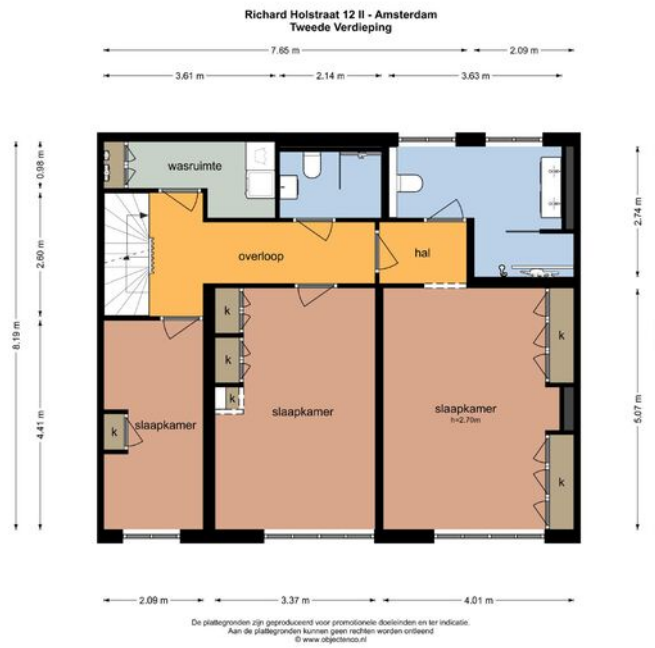 Richard Holstraat 12 II - Amsterdam
Tweede Verdieping
7.65 m
2.09 m
3.61 m
2.14 m
3.63 m
wasruimte
0.98 m
2.74 m
2.60 m
overloop
hal
8.19 m
k
k
k
k
slaapkamer
slaapkamer
h=2.70m
5.07 m
4.41 m
slaapkamer
k
k
2.09 m
3.37 m
4.01 m
De plattegronden zijn geproduceerd voor promotionele doeleinden en ter indicatie.
Aan de plattegronden kunnen geen rechten worden ontleend
© www.objectenco.nl